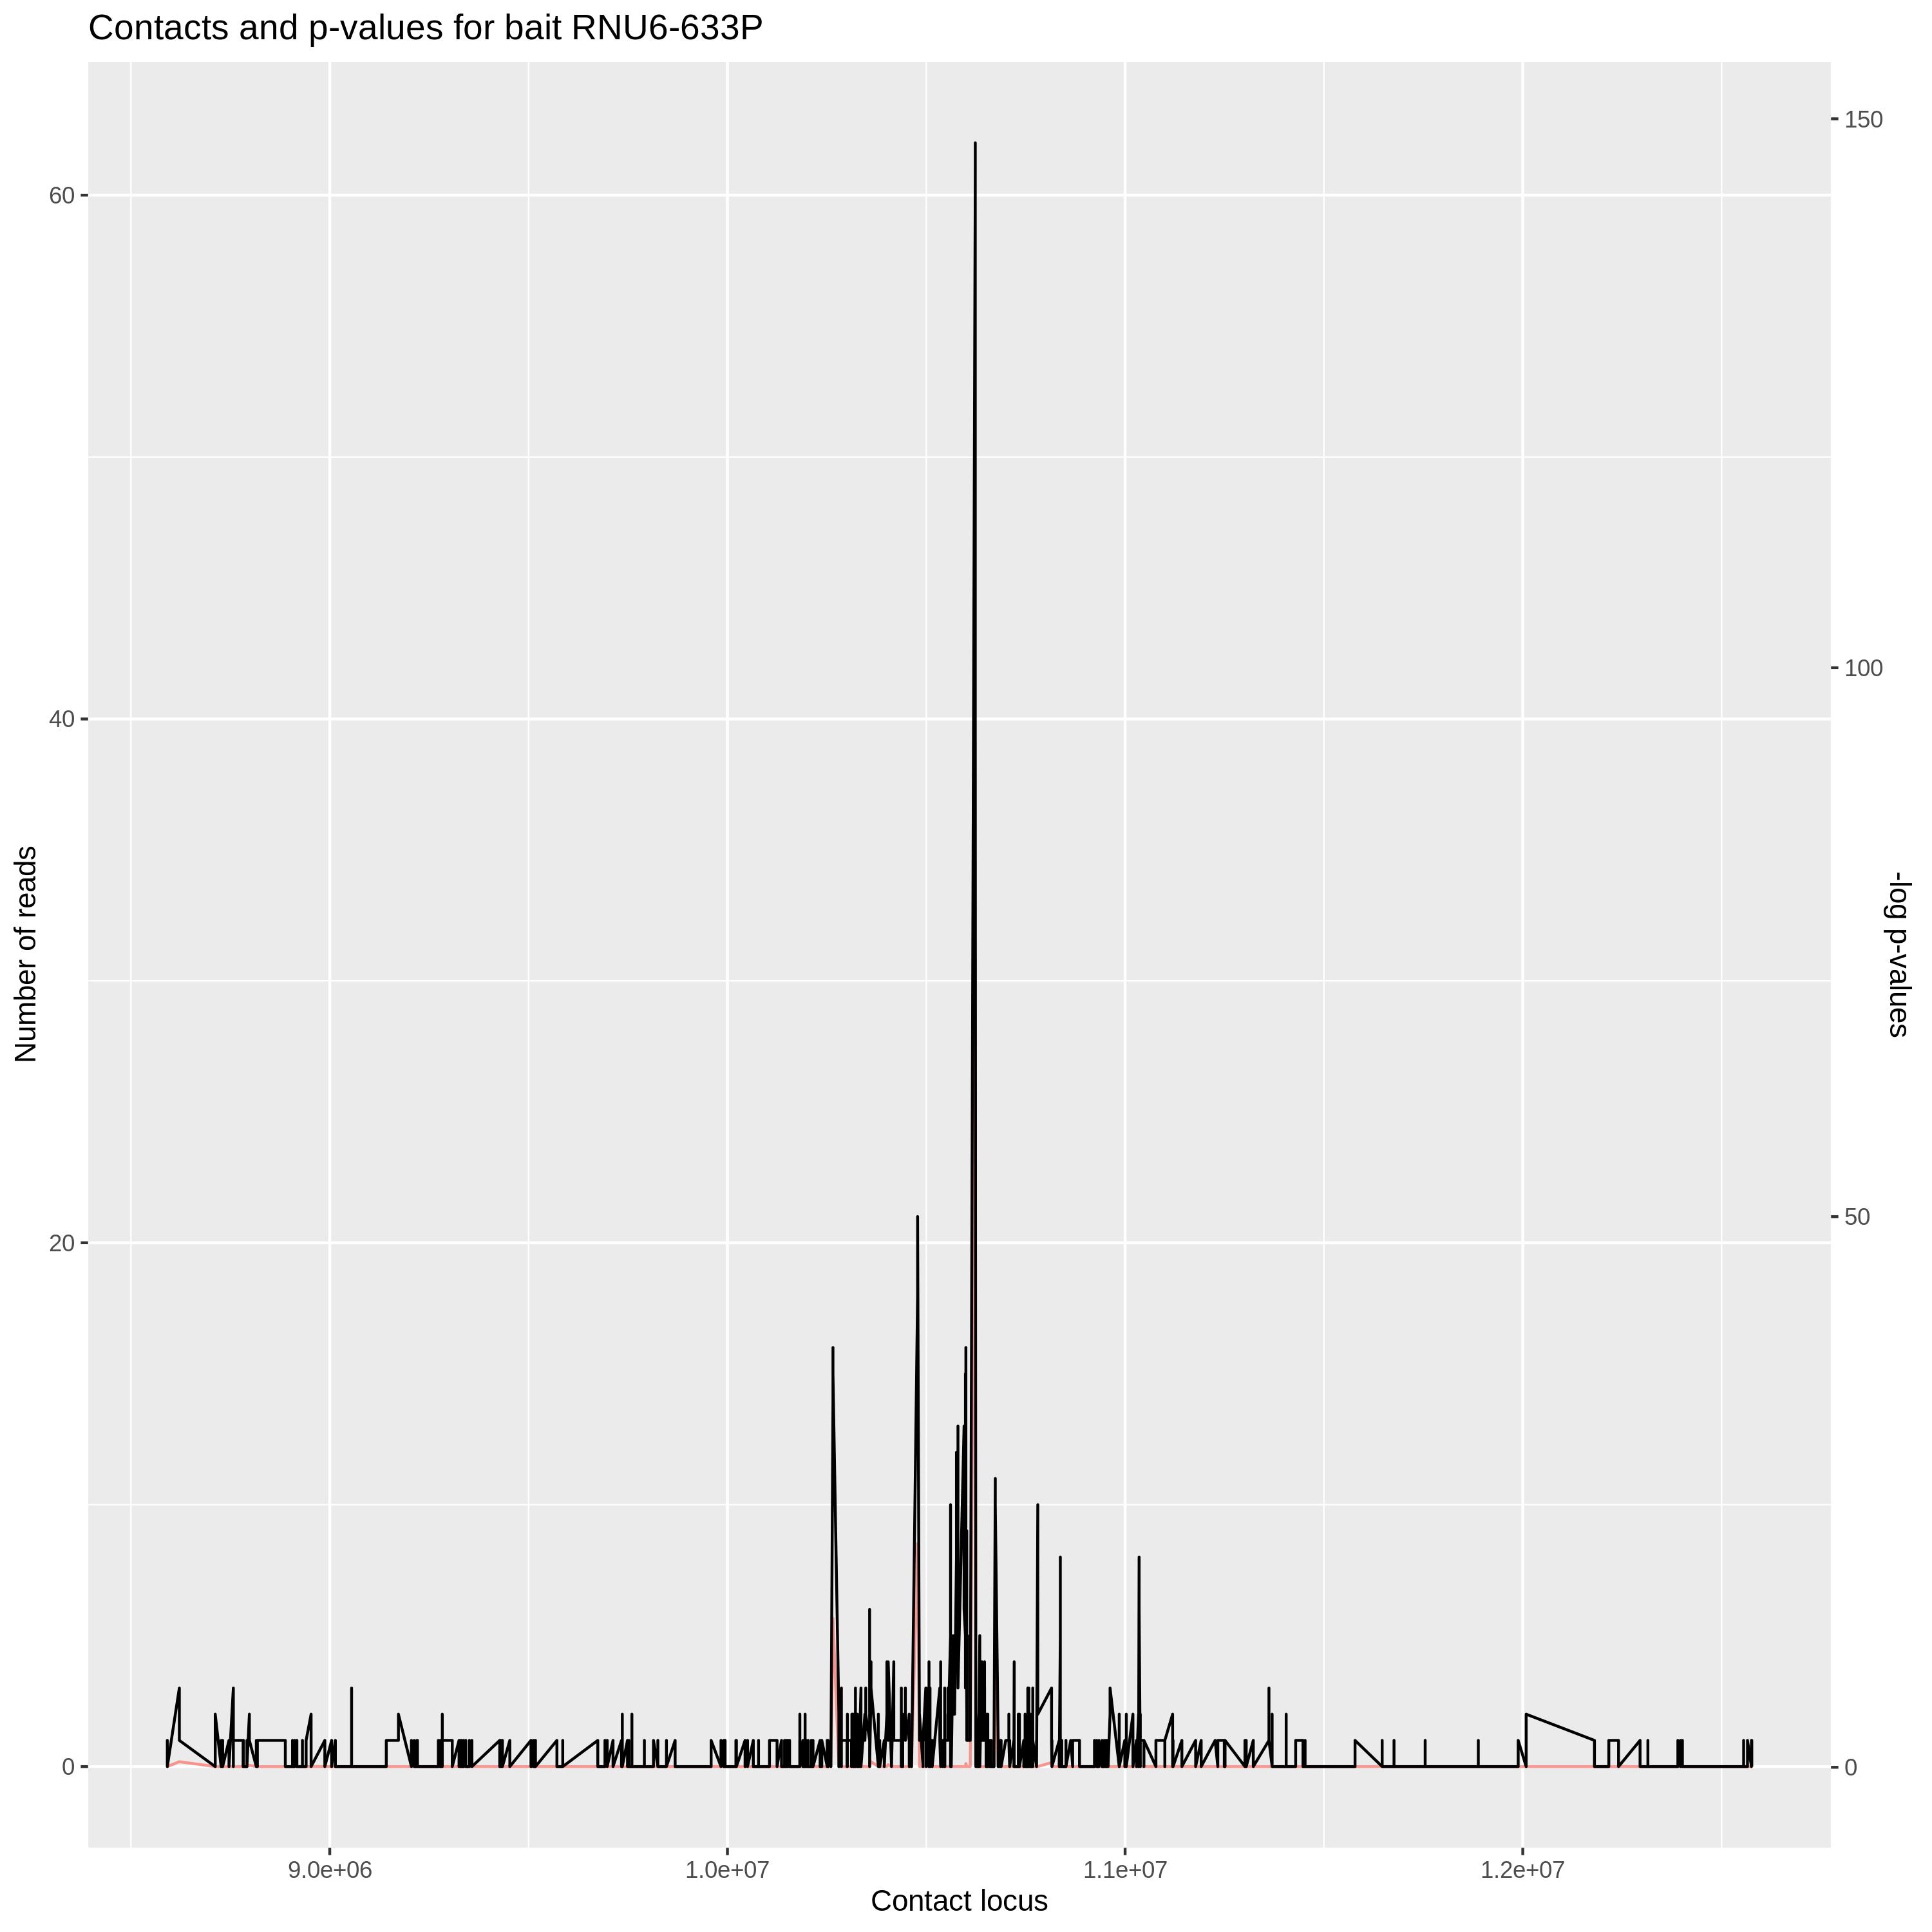 Contacts and p-values for bait RNU6-633P
60
40
20
0
150
100
50
0
Number of reads
-log p-values
9.0e+06
1.0e+07
1.1e+07
1.2e+07
Contact locus